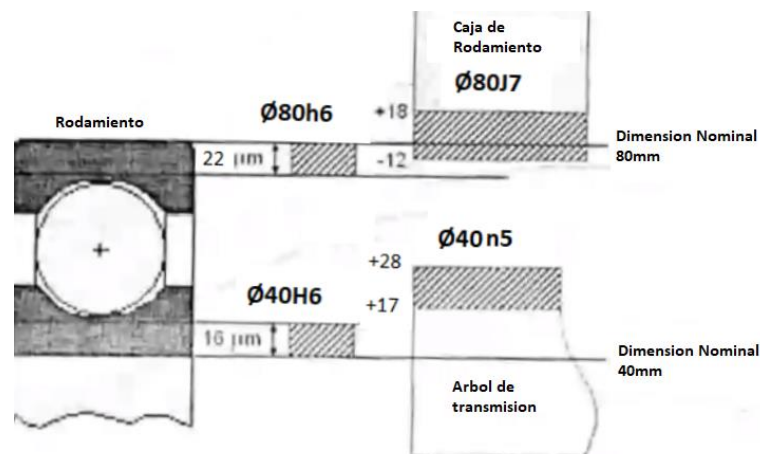 Caja de
Rodamiento
Ø80J7
Ø80h6
+18
Rodamiento
Dimension Nominal
80mm
22 µm
-12
Ø40n5
+28
Ø40H6
+17
16 µm
Dimension Nominal
40mm
Arbol de
transmision